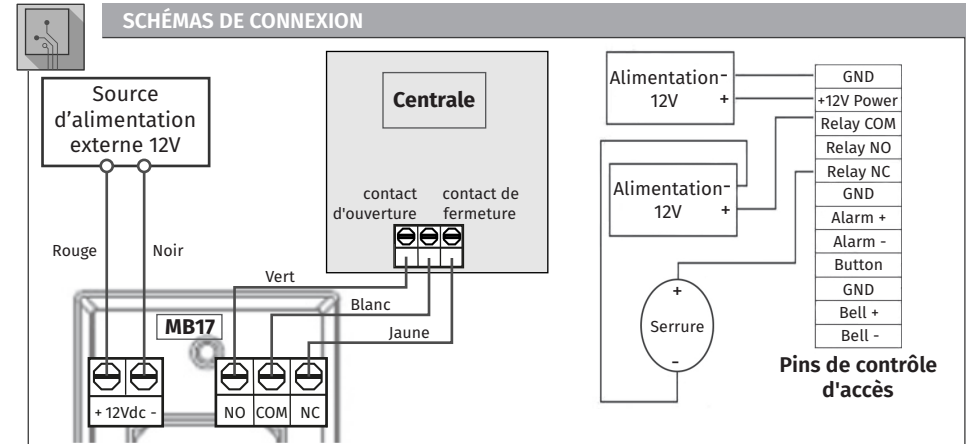 SCHÉMAS DE CONNEXION
Source
d'alimentation
externe 12V
Rouge
Noir
Centrale
contact
d'ouverture
contact de
fermeture
Vert
Blanc
Jaune
MB17
+ 12Vdc -
NO
COM
NC
Alimentation-
12V +
Alimentation-
12V +
+
Serrure
-
GND
+12V Power
Relay COM
Relay NO
Relay NC
GND
Alarm +
Alarm -
Button
GND
Bell +
Bell -
Pins de contrôle
d'accès